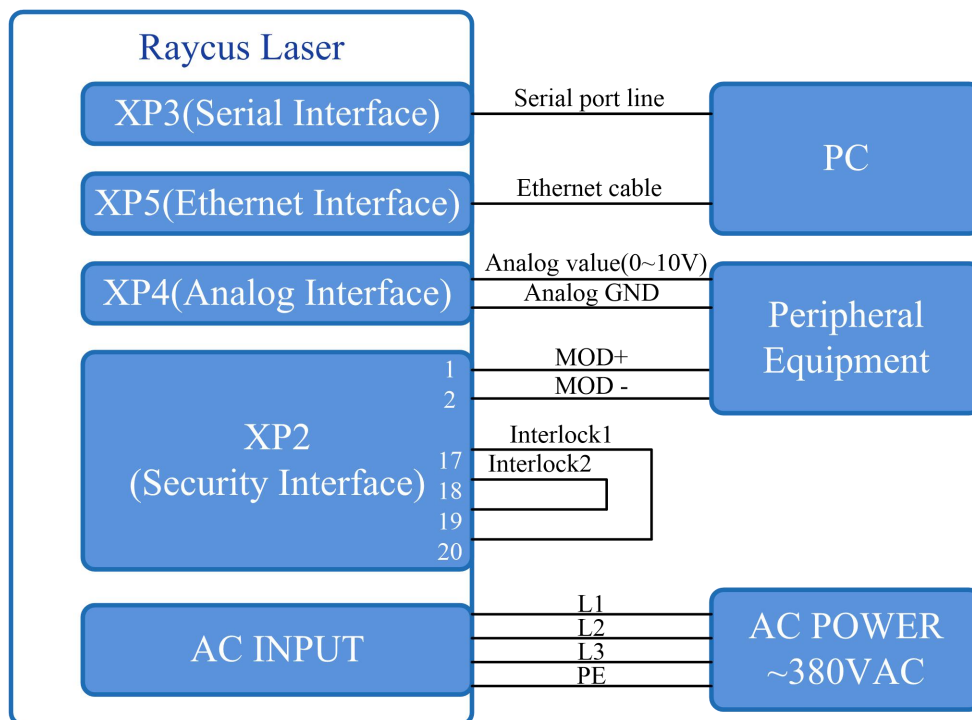 Raycus Laser
XP3(Serial Interface)
Serial port line
PC
XP5(Ethernet Interface)
Ethernet cable
XP4(Analog Interface)
Analog value(0~10V)
Analog GND
Peripheral
Equipment
1
MOD+
2
MOD -
XP2
(Security Interface)
Interlock1
17
Interlock2
18
19
20
AC INPUT
L1
L2
L3
PE
AC POWER
~380VAC